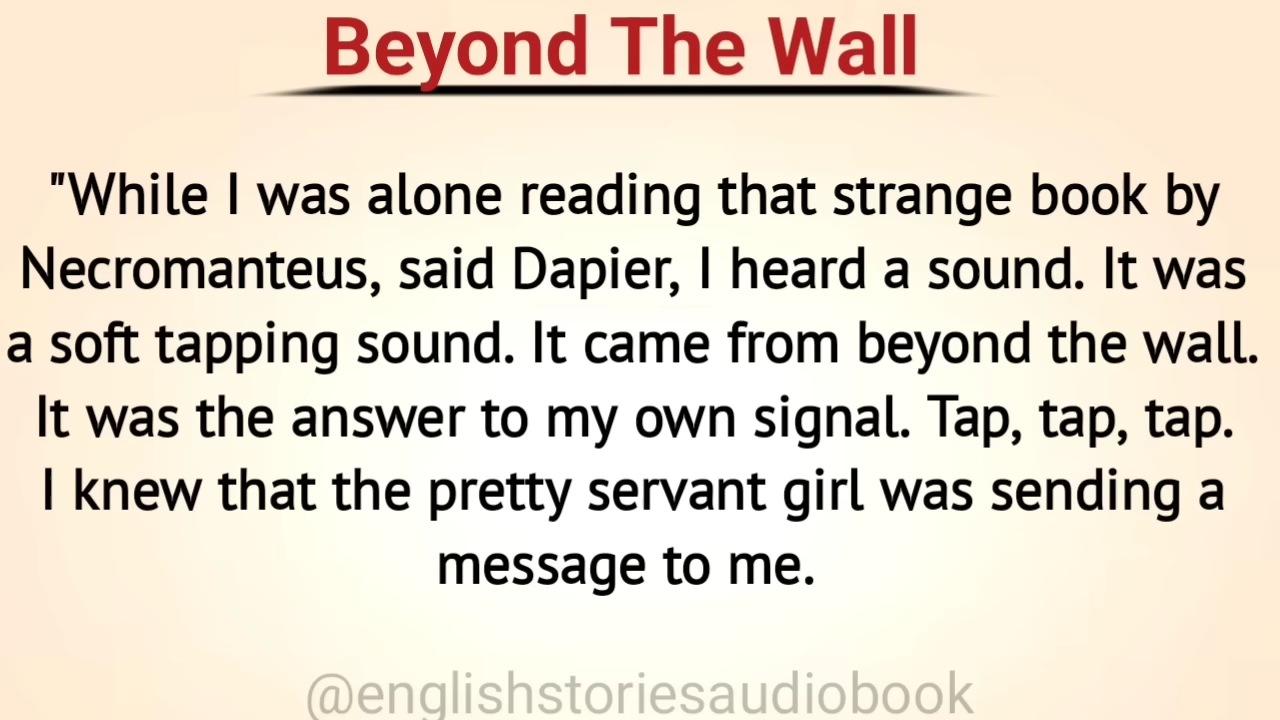 Beyond The Wall
"While I was alone reading that strange book by
Necromanteus, said Dapier, I heard a sound. It was
a soft tapping sound. It came from beyond the wall.
It was the answer to my own signal. Tap, tap, tap.
I knew that the pretty servant girl was sending a
message to me.
@englishstoriesaudiobook